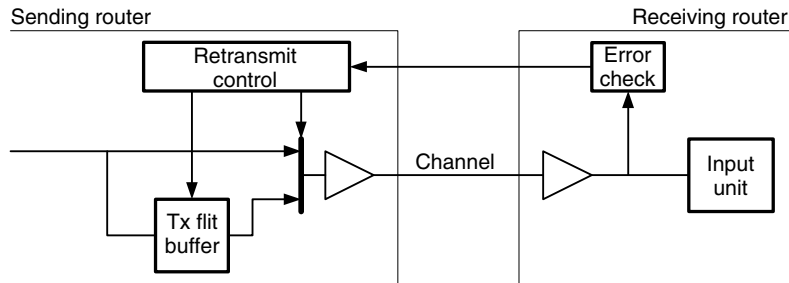 Sending router
Receiving router
Retransmit
control
Error
check
Channel
Input
unit
Tx flit
buffer